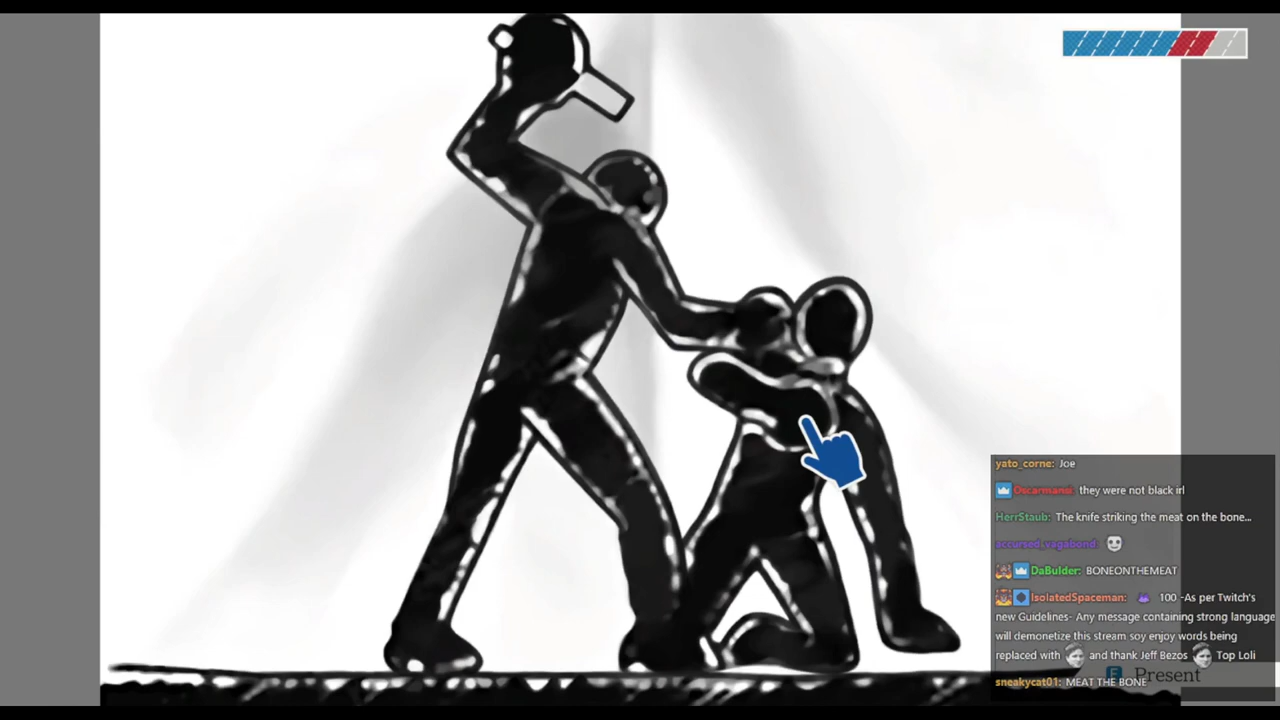 yato_corne: Joe
Oscarmansi: they were not black irl
HerrStaub: The knife striking the meat on the bone...
accursed_vagabond:
DaBulder: BONEONTHEMEAT
IsolatedSpaceman: 100 -As per Twitch's
new Guidelines- Any message containing strong language
will demonetize this stream soy enjoy words being
replaced with and thank Jeff Bezos Top Loli
F Present
sneakycat01: MEAT THE BONE